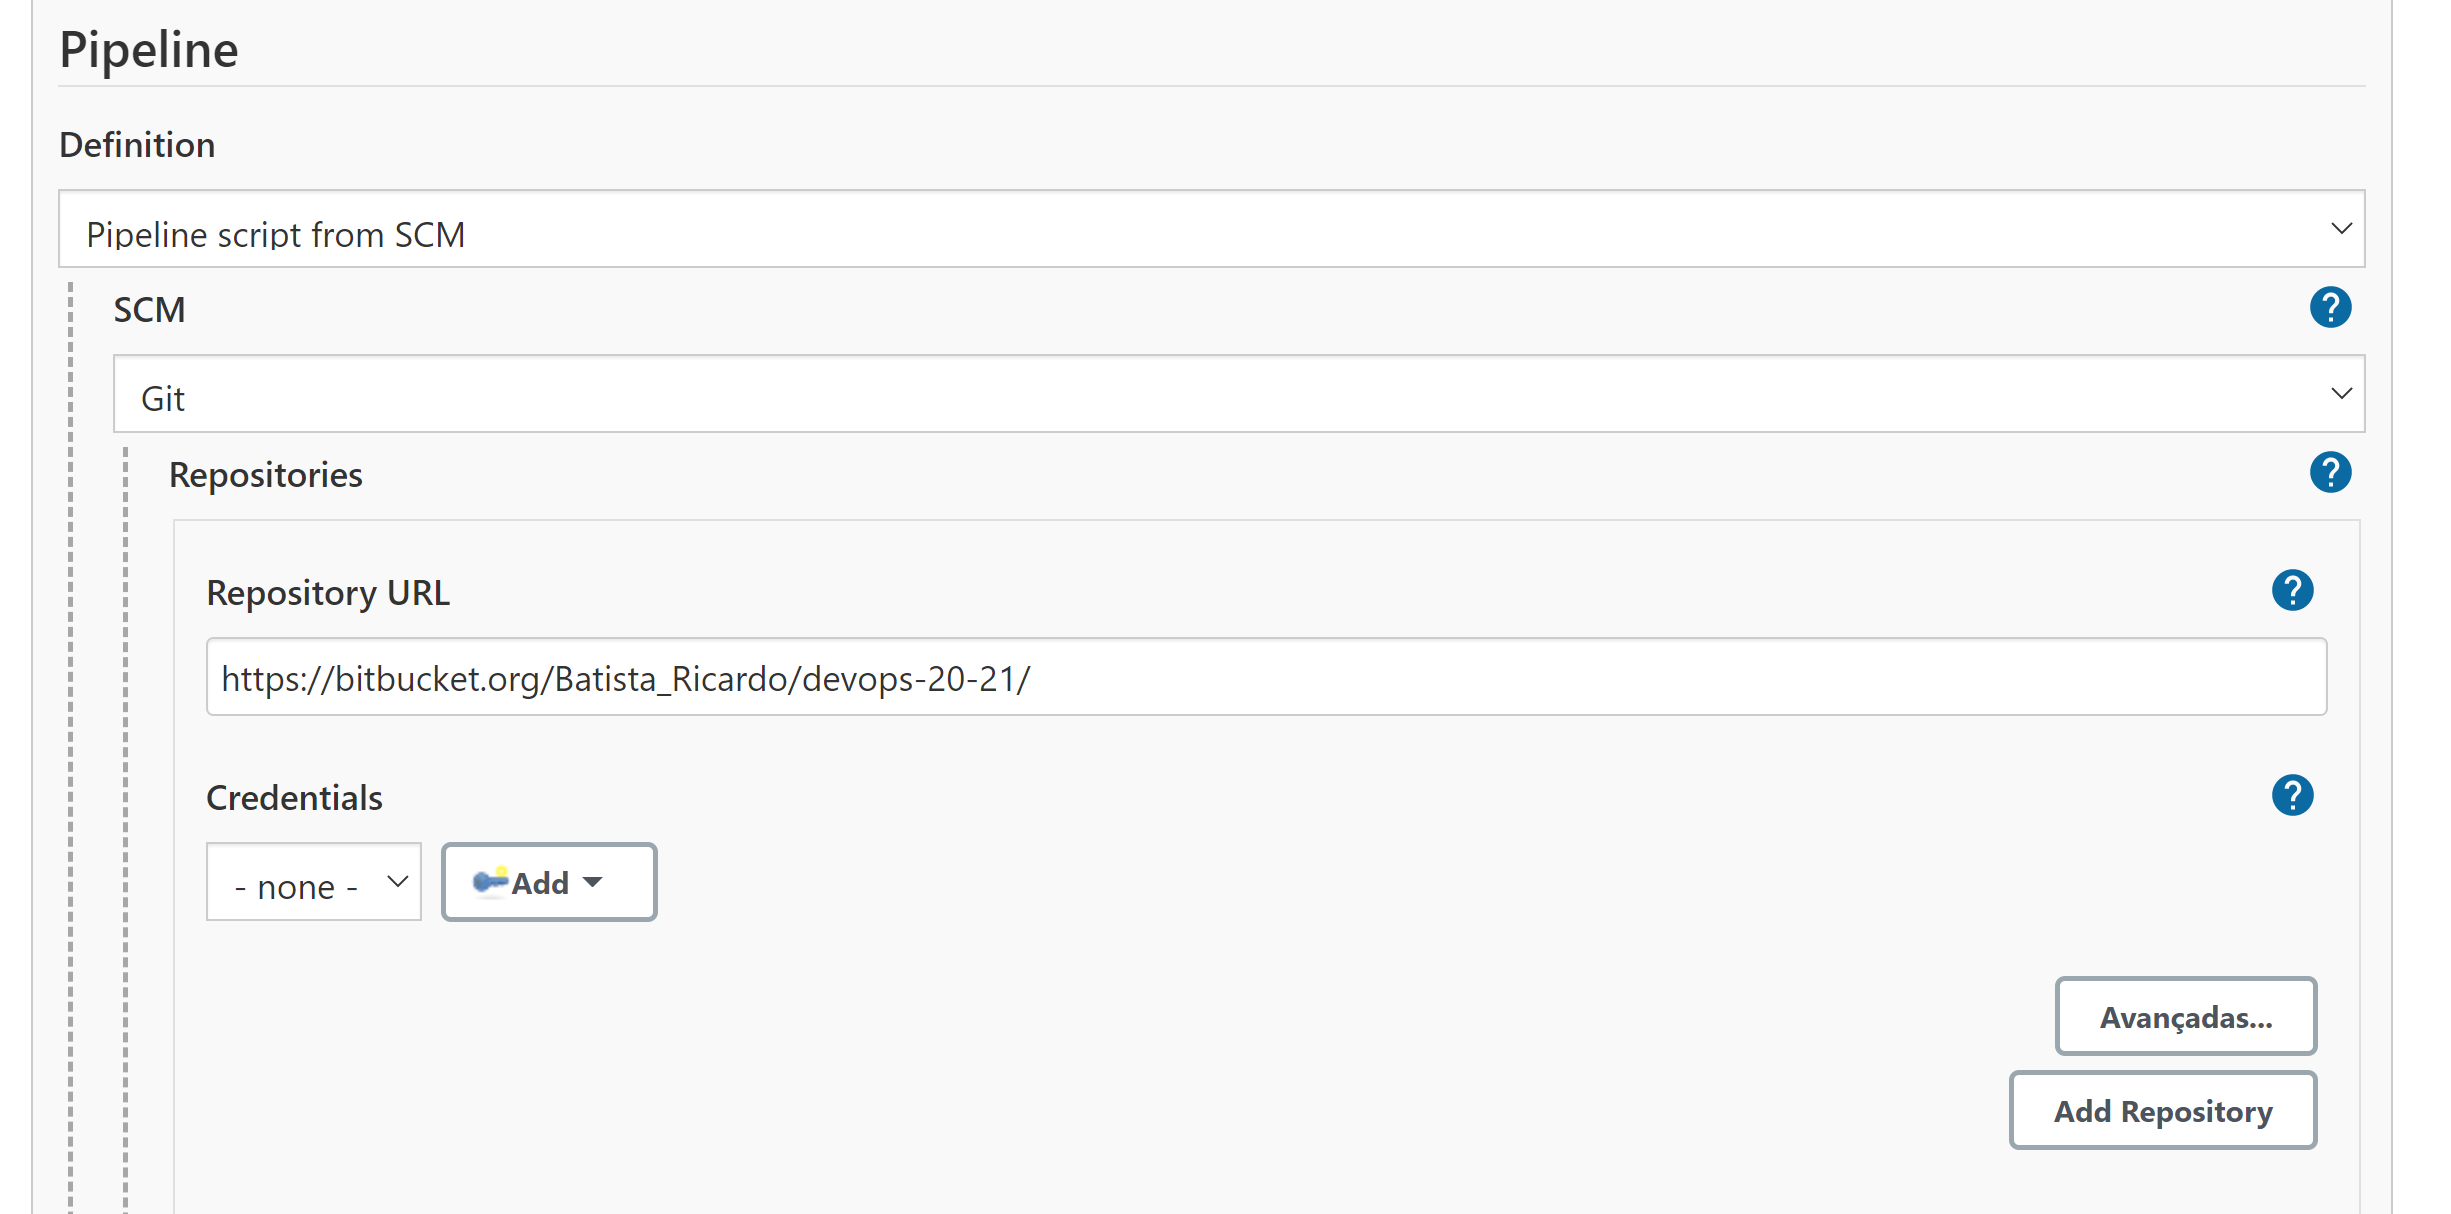 Pipeline
Definition
Pipeline script from SCM
SCM
?
Git
Repositories
?
Repository URL
?
https://bitbucket.org/Batista_Ricardo/devops-20-21/
Credentials
?
- none -
Add
Avançadas...
Add Repository